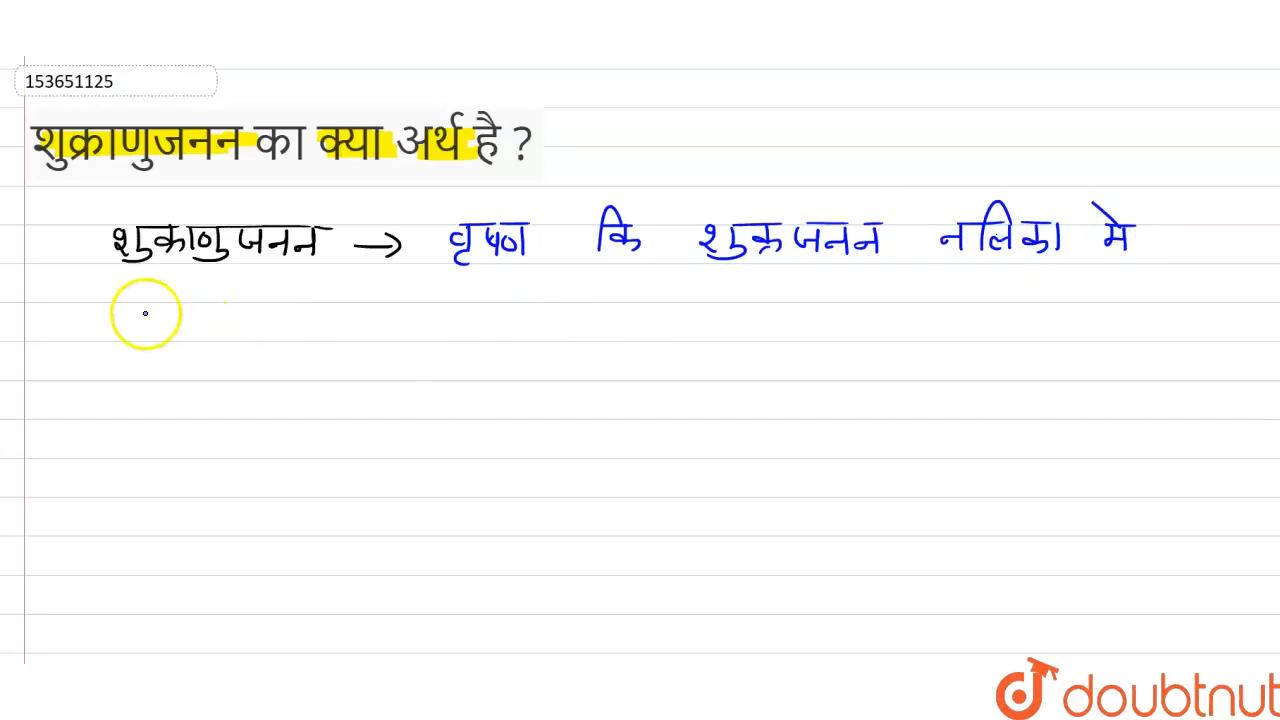 153651125
शुक्राणुजनन का क्या अर्थ है ?
शुकाणुजनन → वृषण कि शुक्रजनन नलिका मे
doubtnut